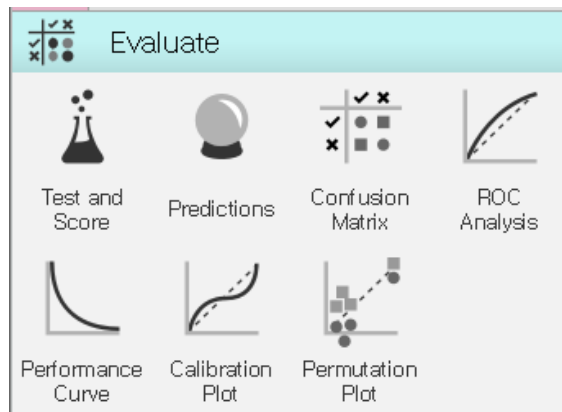 Evaluate
Test and
Score
Predictions
Confusion
Matrix
ROC
Analysis
Performance
Curve
Calibration
Plot
Permutation
Plot